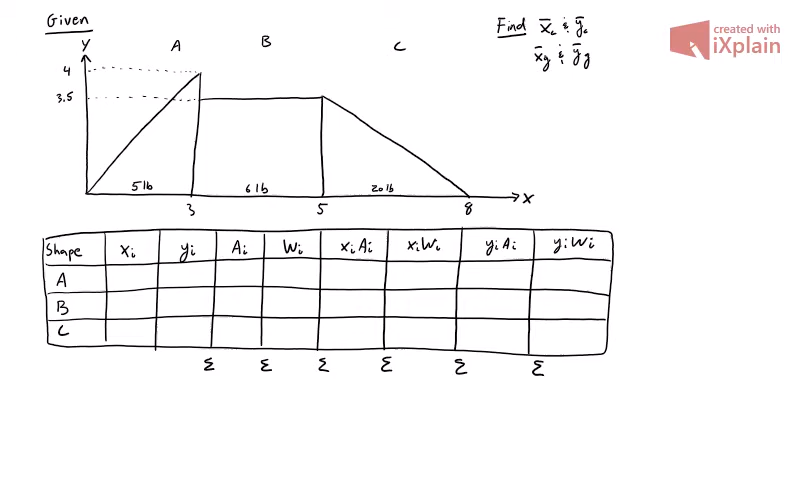 Given
Find x̄c & ȳc
x̄g & ȳg
created with
iXplain
A B C
Y
4
3.5
5 lb 6 lb 20 lb
X
3 5 8
Shape xi yi Ai Wi xiAi xiWi yiAi yiWi
A
B
C
Σ Σ Σ Σ Σ Σ